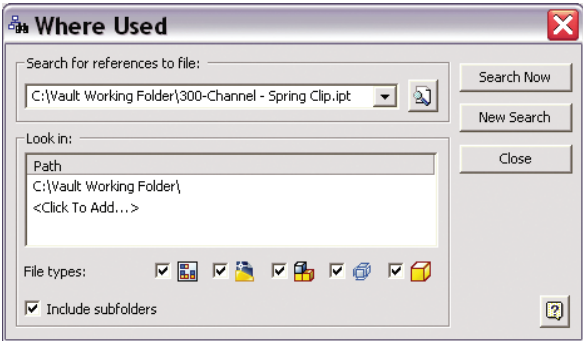 Where Used
Search for references to file:
C:\Vault Working Folder\300-Channel - Spring Clip.ipt
Search Now
New Search
Close
Look in:
Path
C:\Vault Working Folder\
<Click To Add...>
File types:
Include subfolders